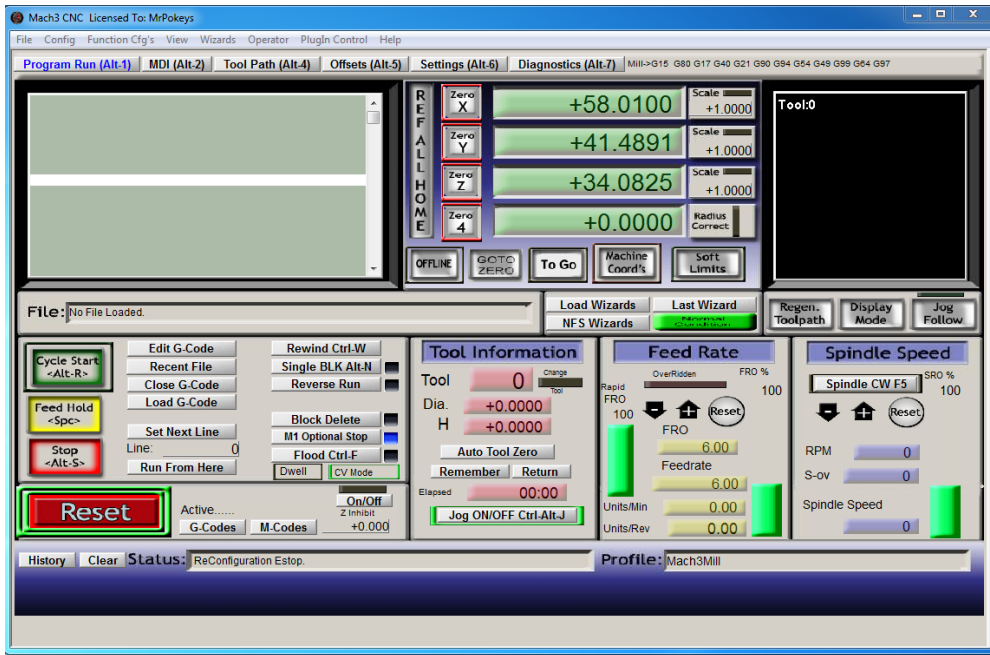 Mach3 CNC Licensed To: MrPokeys
File Config Function Cfg's View Wizards Operator PlugIn Control Help
Program Run (Alt-1) MDI (Alt-2) Tool Path (Alt-4) Offsets (Alt-5) Settings (Alt-6) Diagnostics (Alt-7) Mill->G15 G80 G17 G40 G21 G90 G94 G54 G49 G99 G64 G97
REF ALL HOME
Zero X +58.0100 Scale +1.0000
Zero Y +41.4891 Scale +1.0000
Zero Z +34.0825 Scale +1.0000
Zero 4 +0.0000 Radius Correct
OFFLINE GOTO ZERO To Go Machine Coord's Soft Limits
Tool:0
File: No File Loaded.
Load Wizards Last Wizard
NFS Wizards Normal Condition
Regen. Toolpath Display Mode Jog Follow
Cycle Start <Alt-R>
Feed Hold <Spc>
Stop <Alt-S>
Edit G-Code
Recent File
Close G-Code
Load G-Code
Set Next Line
Line: 0
Run From Here
Rewind Ctrl-W
Single BLK Alt-N
Reverse Run
Block Delete
M1 Optional Stop
Flood Ctrl-F
Dwell CV Mode
Reset
Active......
G-Codes M-Codes
On/Off
Z Inhibit
+0.000
Tool Information
Tool 0 Change Tool
Dia. +0.0000
H +0.0000
Auto Tool Zero
Remember Return
Elapsed 00:00
Jog ON/OFF Ctrl-Alt-J
Feed Rate
OverRidden FRO %
100
Rapid FRO
100
Reset
FRO
6.00
Feedrate
6.00
Units/Min 0.00
Units/Rev 0.00
Spindle Speed
Spindle CW F5 SRO %
100
Reset
RPM 0
S-ov 0
Spindle Speed
0
History Clear Status: ReConfiguration Estop.
Profile: Mach3Mill